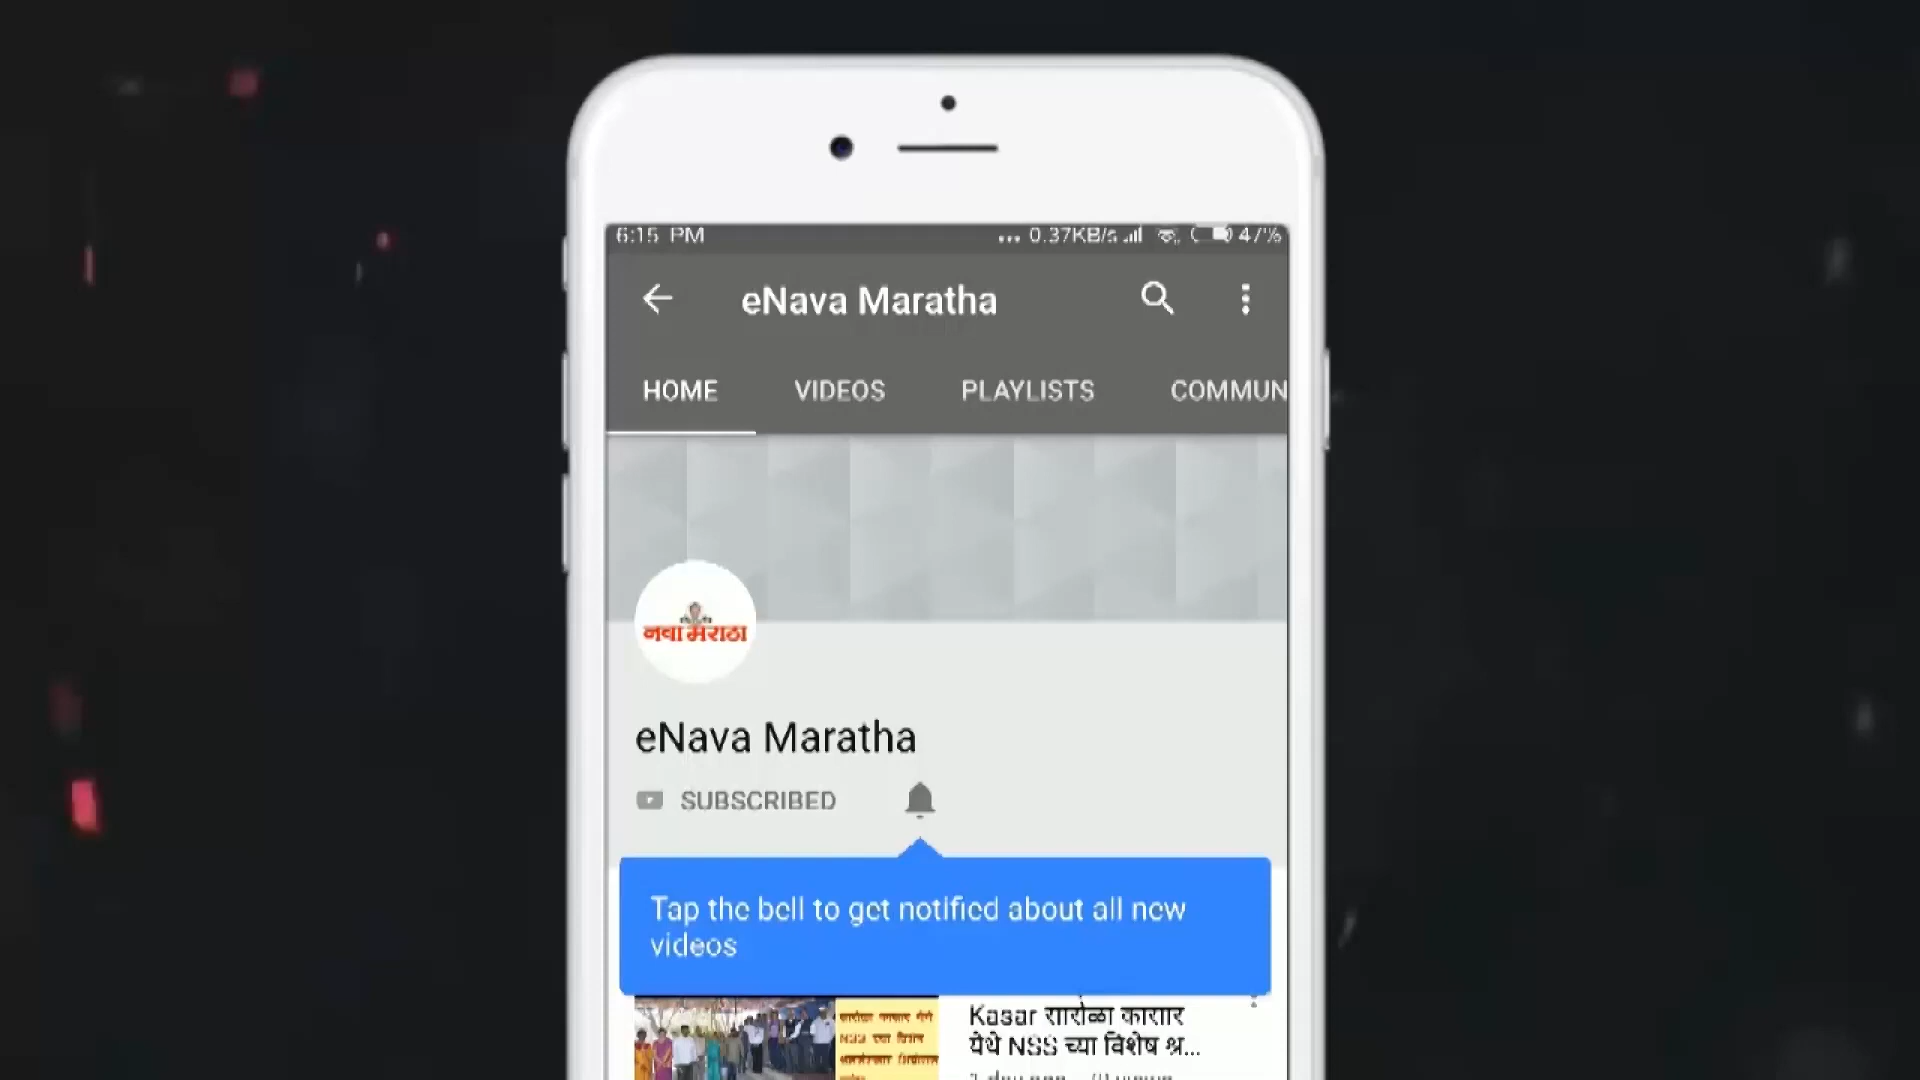 6:15 PM
... 0.37KB/s 47%
eNava Maratha
HOME VIDEOS PLAYLISTS COMMUN
नवा मराठा
eNava Maratha
SUBSCRIBED
Tap the bell to get notified about all new
videos
Kasar सारोळा कासार
येथे NSS च्या विशेष श्र...